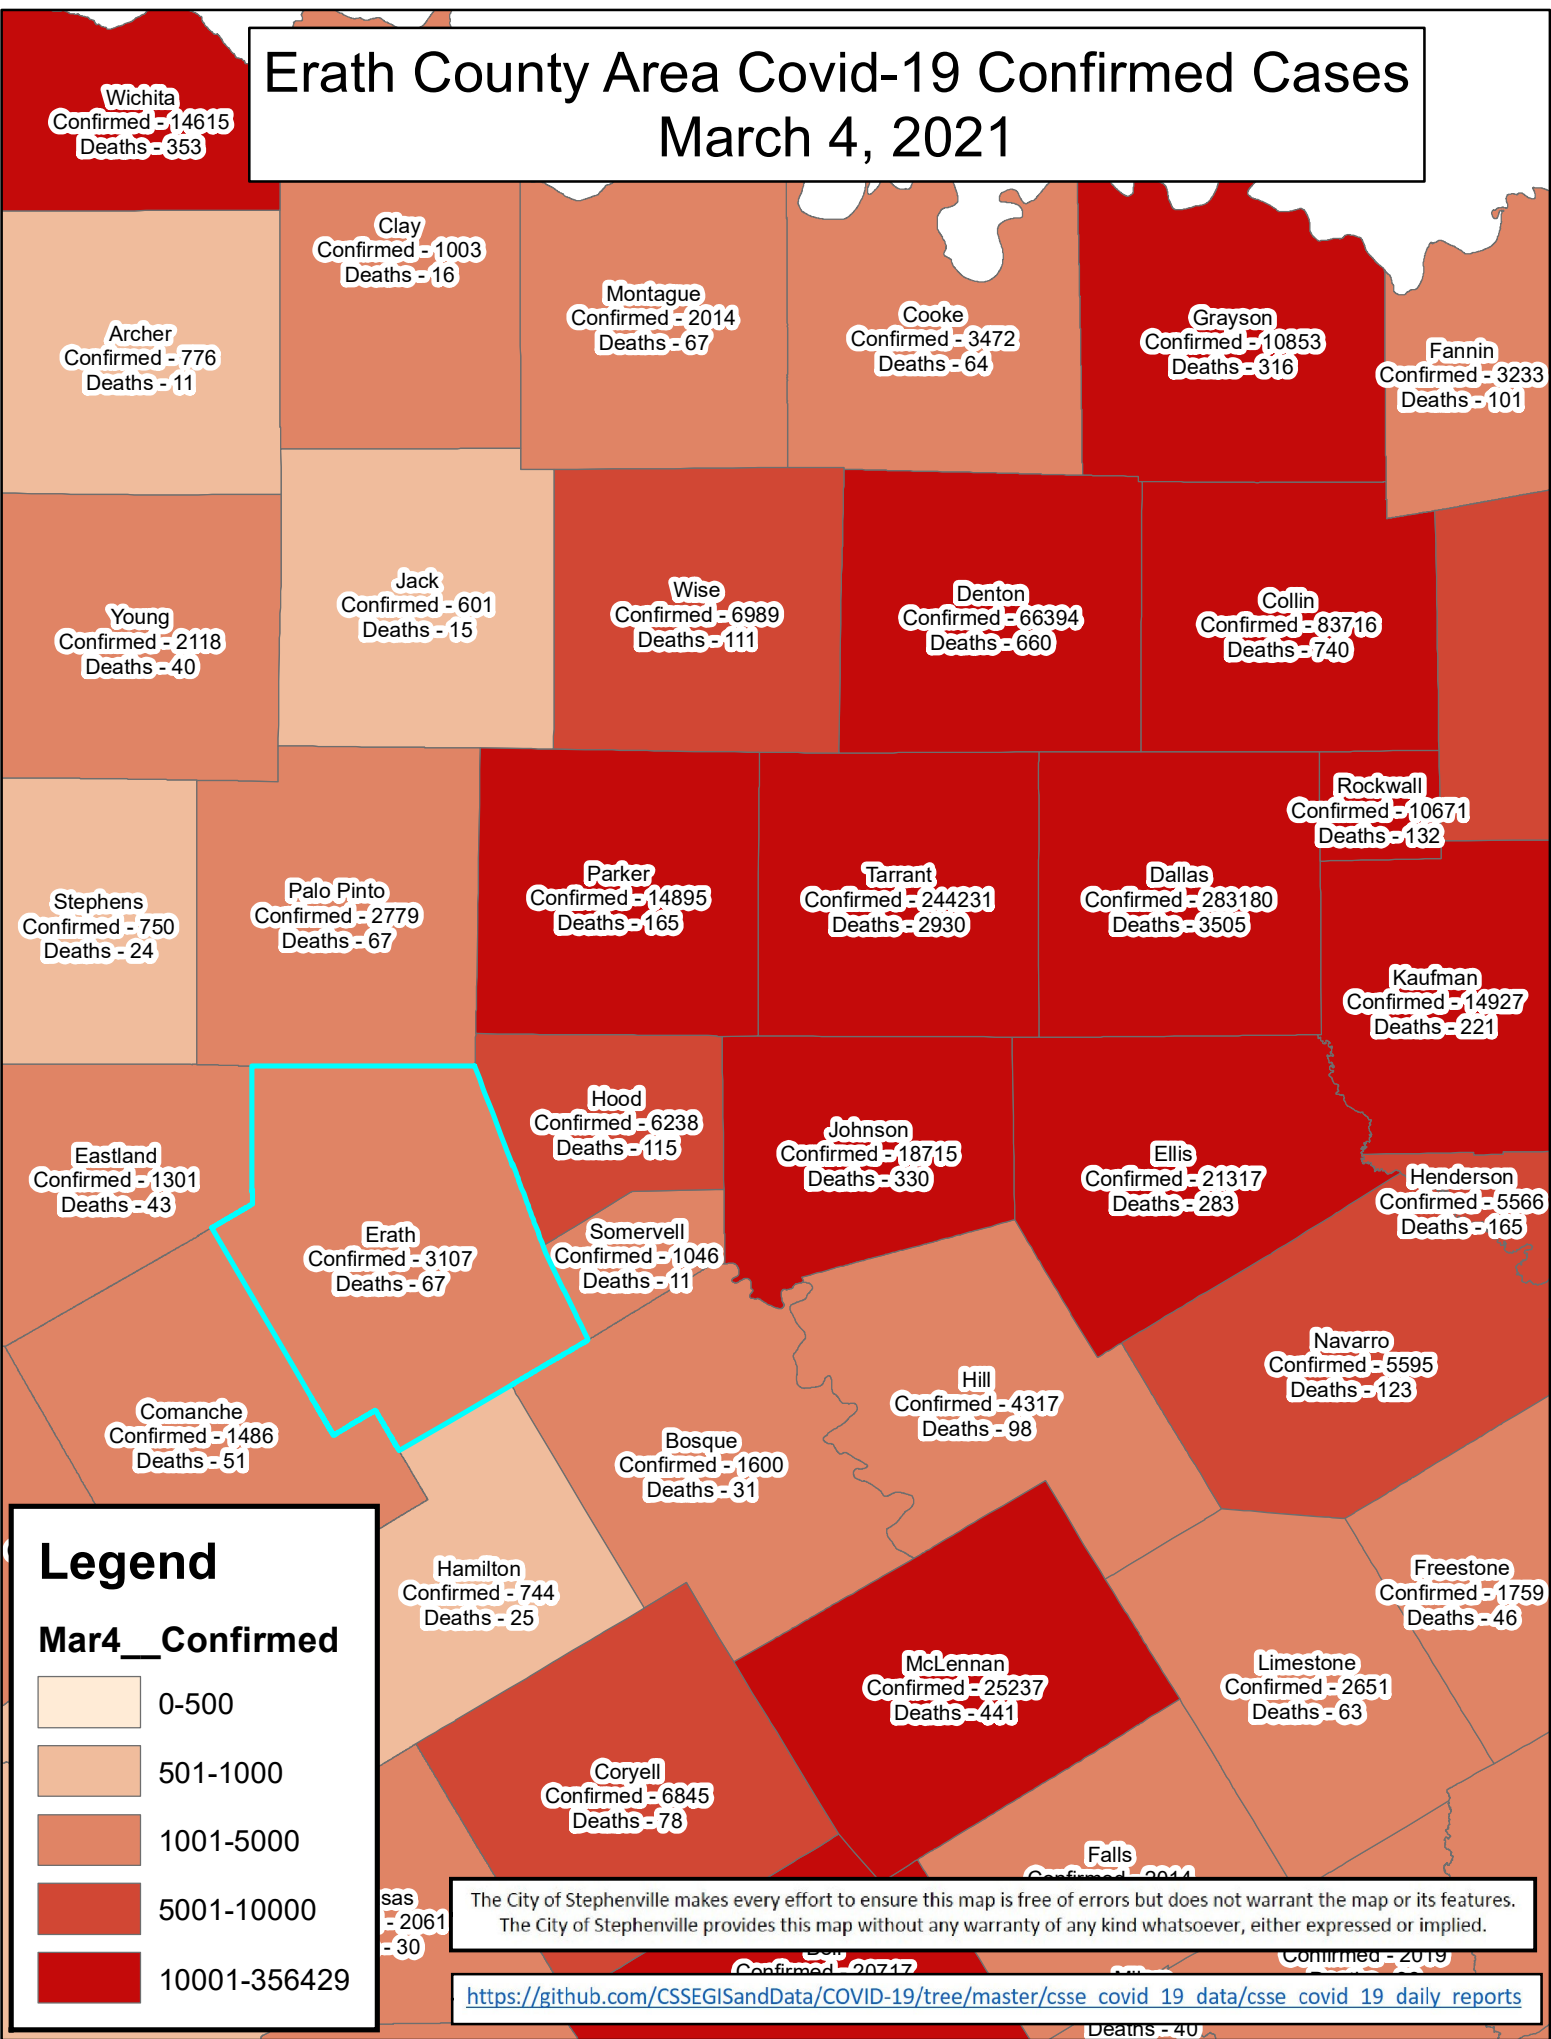 Erath County Area Covid-19 Confirmed Cases
March 4, 2021
Wichita
Confirmed - 14615
Deaths - 353
Clay
Confirmed - 1003
Deaths - 16
Montague
Confirmed - 2014
Deaths - 67
Cooke
Confirmed - 3472
Deaths - 64
Grayson
Confirmed - 10853
Deaths - 316
Fannin
Confirmed - 3233
Deaths - 101
Archer
Confirmed - 776
Deaths - 11
Young
Confirmed - 2118
Deaths - 40
Jack
Confirmed - 601
Deaths - 15
Wise
Confirmed - 6989
Deaths - 111
Denton
Confirmed - 66394
Deaths - 660
Collin
Confirmed - 83716
Deaths - 740
Rockwall
Confirmed - 10671
Deaths - 132
Stephens
Confirmed - 750
Deaths - 24
Palo Pinto
Confirmed - 2779
Deaths - 67
Parker
Confirmed - 14895
Deaths - 165
Tarrant
Confirmed - 244231
Deaths - 2930
Dallas
Confirmed - 283180
Deaths - 3505
Kaufman
Confirmed - 14927
Deaths - 221
Eastland
Confirmed - 1301
Deaths - 43
Erath
Confirmed - 3107
Deaths - 67
Hood
Confirmed - 6238
Deaths - 115
Somervell
Confirmed - 1046
Deaths - 11
Johnson
Confirmed - 18715
Deaths - 330
Ellis
Confirmed - 21317
Deaths - 283
Henderson
Confirmed - 5566
Deaths - 165
Navarro
Confirmed - 5595
Deaths - 123
Comanche
Confirmed - 1486
Deaths - 51
Bosque
Confirmed - 1600
Deaths - 31
Hill
Confirmed - 4317
Deaths - 98
Hamilton
Confirmed - 744
Deaths - 25
Freestone
Confirmed - 1759
Deaths - 46
McLennan
Confirmed - 25237
Deaths - 441
Limestone
Confirmed - 2651
Deaths - 63
Coryell
Confirmed - 6845
Deaths - 78
Falls
Confirmed - 2014
sas
- 2061
- 30
Confirmed - 20717
Confirmed - 2019
Deaths - 40
Legend
Mar4__Confirmed
0-500
501-1000
1001-5000
5001-10000
10001-356429
The City of Stephenville makes every effort to ensure this map is free of errors but does not warrant the map or its features.
The City of Stephenville provides this map without any warranty of any kind whatsoever, either expressed or implied.
https://github.com/CSSEGISandData/COVID-19/tree/master/csse_covid_19_data/csse_covid_19_daily_reports